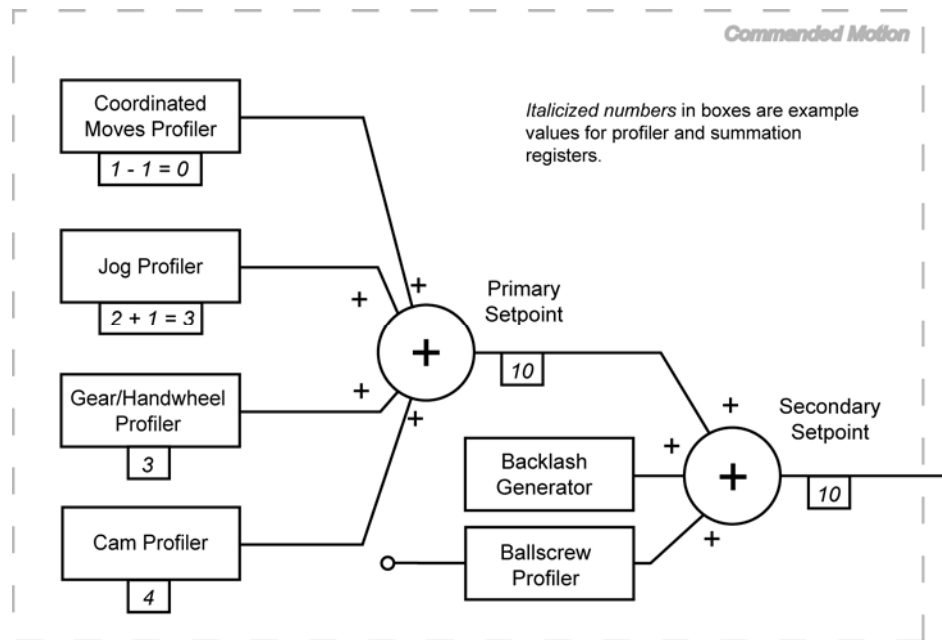 Commanded Motion
Coordinated
Moves Profiler
1 - 1 = 0
Italicized numbers in boxes are example
values for profiler and summation
registers.
Jog Profiler
2 + 1 = 3
+
+
Primary
Setpoint
+
10
Gear/Handwheel
Profiler
3
+
+
Cam Profiler
4
Backlash
Generator
Ballscrew
Profiler
+
+
+
+
Secondary
Setpoint
10